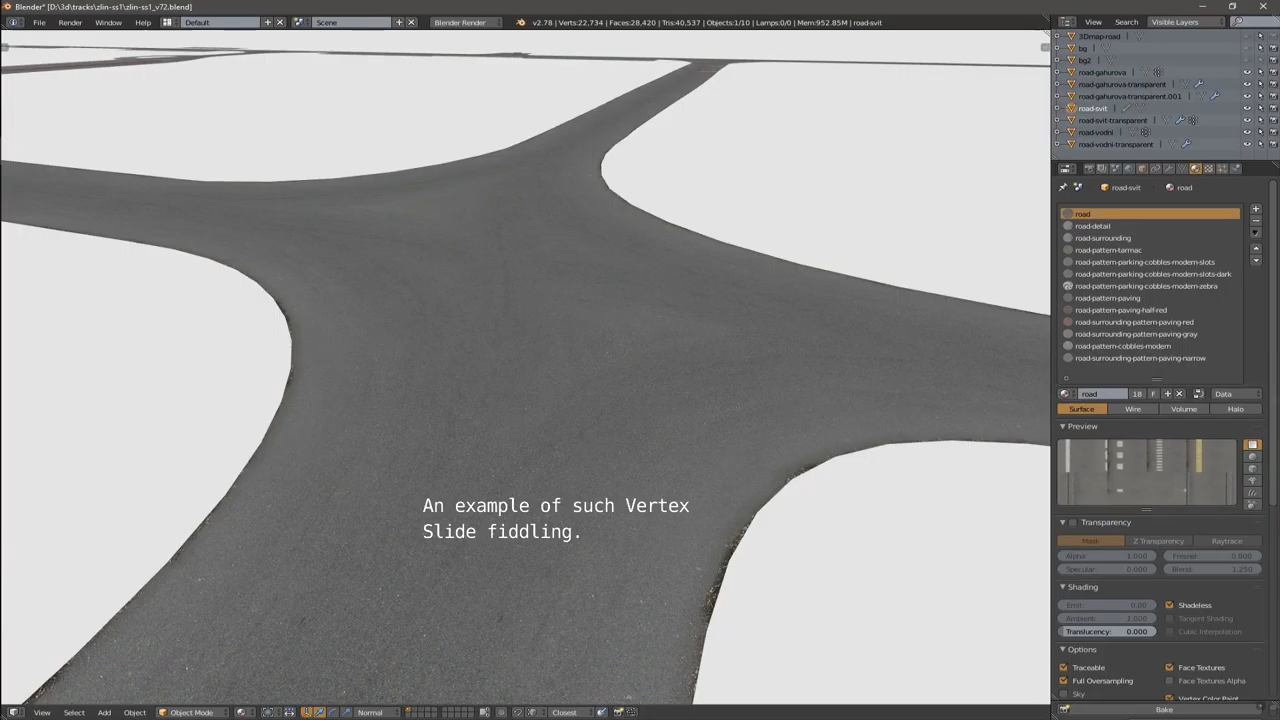 Blender* [D:\3d\tracks\zlin-ss1\zlin-ss1_v72.blend]
File Render Window Help Default Scene Blender Render v2.78 | Verts:22,734 | Faces:28,420 | Tris:40,537 | Objects:1/10 | Lamps:0/0 | Mem:952.85M | road-svit
View Search Visible Layers
3Dmap-road
bg
bg2
road-gahurova
road-gahurova-transparent
road-gahurova-transparent.001
road-svit
road-svit-transparent
road-vodni
road-vodni-transparent
road-svit road
road
road-detail
road-surrounding
road-pattern-tarmac
road-pattern-parking-cobbles-modern-slots
road-pattern-parking-cobbles-modern-slots-dark
road-pattern-parking-cobbles-modern-zebra
road-pattern-paving
road-pattern-paving-half-red
road-surrounding-pattern-paving-red
road-surrounding-pattern-paving-gray
road-pattern-cobbles-modern
road-surrounding-pattern-paving-narrow
road 18 F Data
Surface Wire Volume Halo
Preview
Transparency
Mask Z Transparency Raytrace
Alpha: 1.000 Fresnel: 0.000
Specular: 0.000 Blend: 1.250
Shading
Emit: 0.00 Shadeless
Ambient: 1.000 Tangent Shading
Translucency: 0.000 Cubic Interpolation
Options
Traceable Face Textures
Full Oversampling Face Textures Alpha
Sky Vertex Color Paint
Bake
An example of such Vertex
Slide fiddling.
View Select Add Object Object Mode Normal Closest